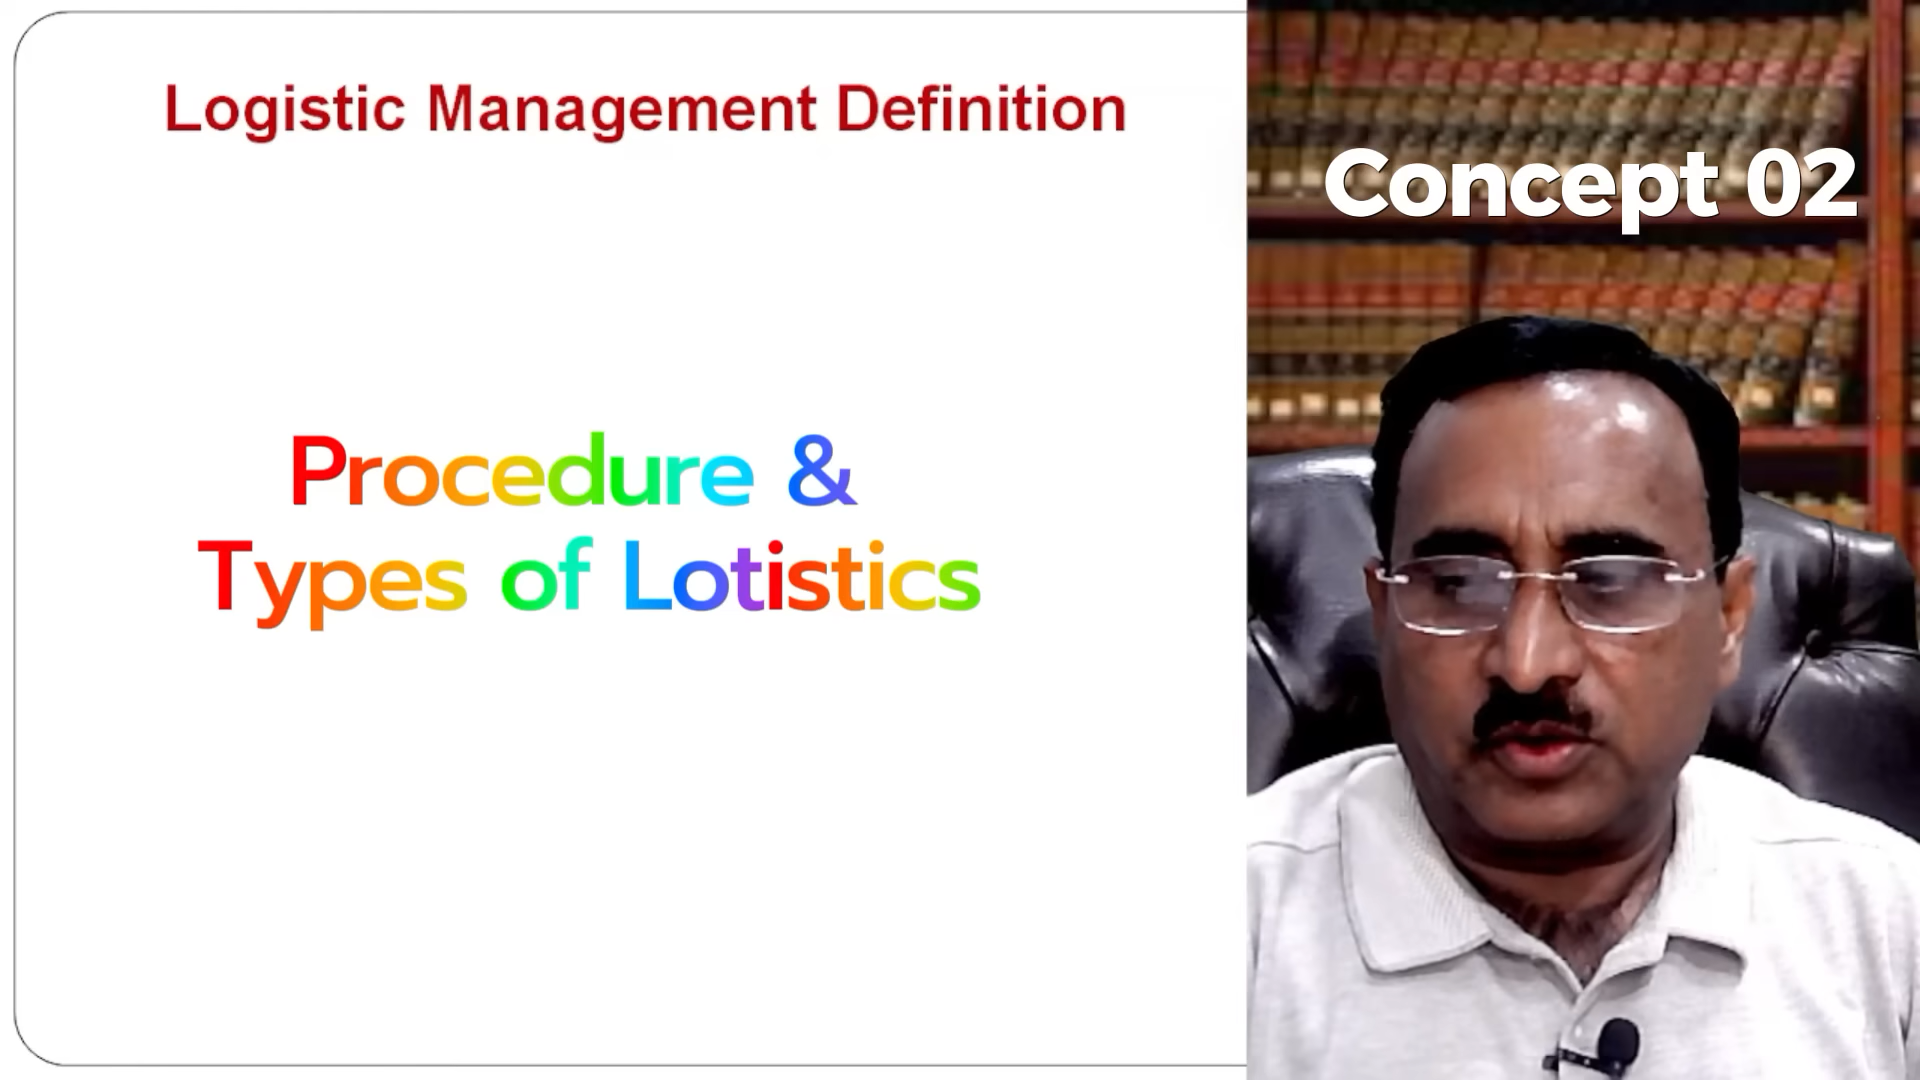 Logistic Management Definition
Concept 02
Procedure &
Types of Lotistics